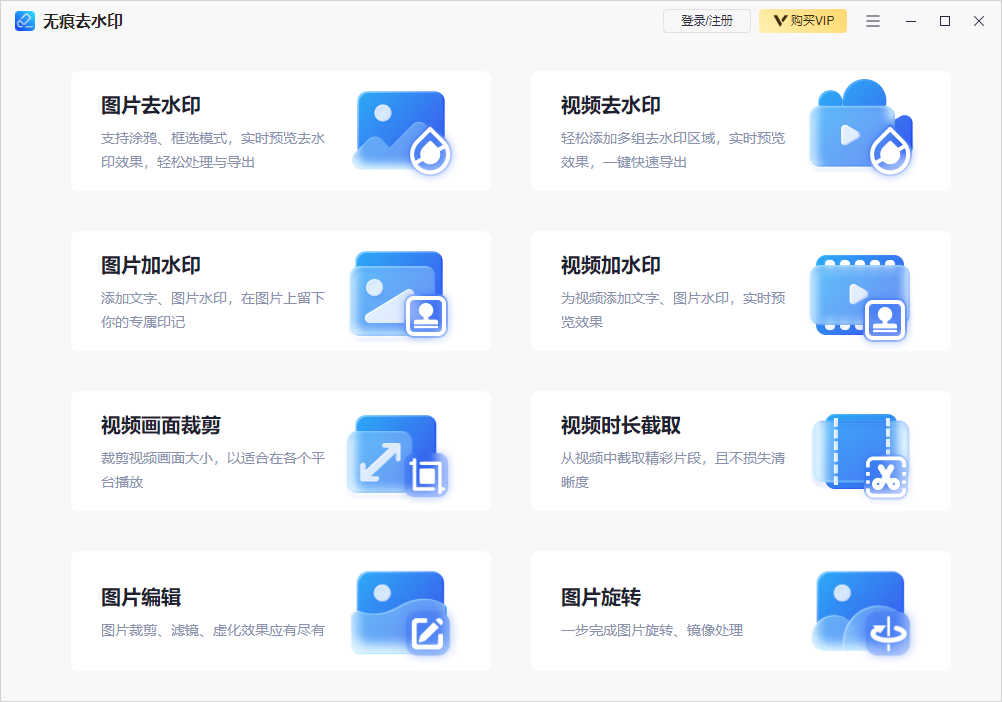 无痕去水印
登录/注册
购买VIP
图片去水印
支持涂鸦、框选模式，实时预览去水
印效果，轻松处理与导出
视频去水印
轻松添加多组去水印区域，实时预览
效果，一键快速导出
图片加水印
添加文字、图片水印，在图片上留下
你的专属印记
视频加水印
为视频添加文字、图片水印，实时预
览效果
视频画面裁剪
裁剪视频画面大小，以适合在各个平
台播放
视频时长截取
从视频中截取精彩片段，且不损失清
晰度
图片编辑
图片裁剪、滤镜、虚化效果应有尽有
图片旋转
一步完成图片旋转、镜像处理